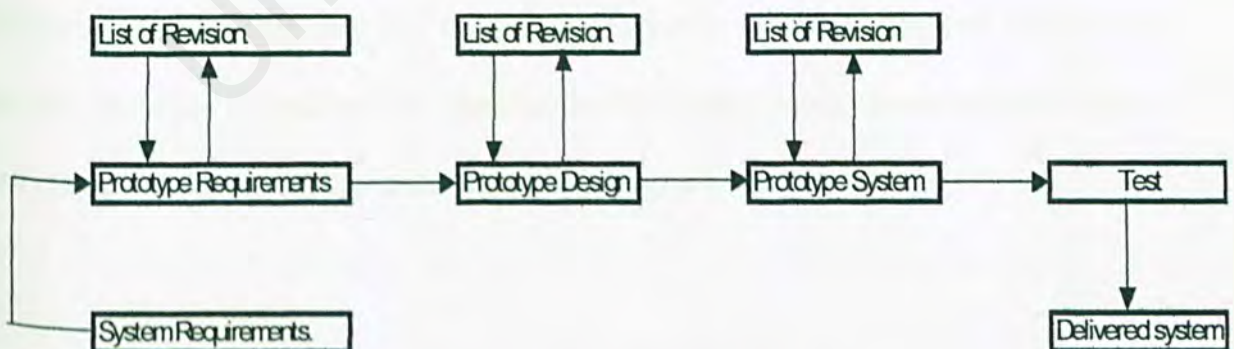 List of Revision.
List of Revision.
List of Revision
Prototype Requirements
Prototype Design
Prototype System
Test
System Requirements.
Delivered system